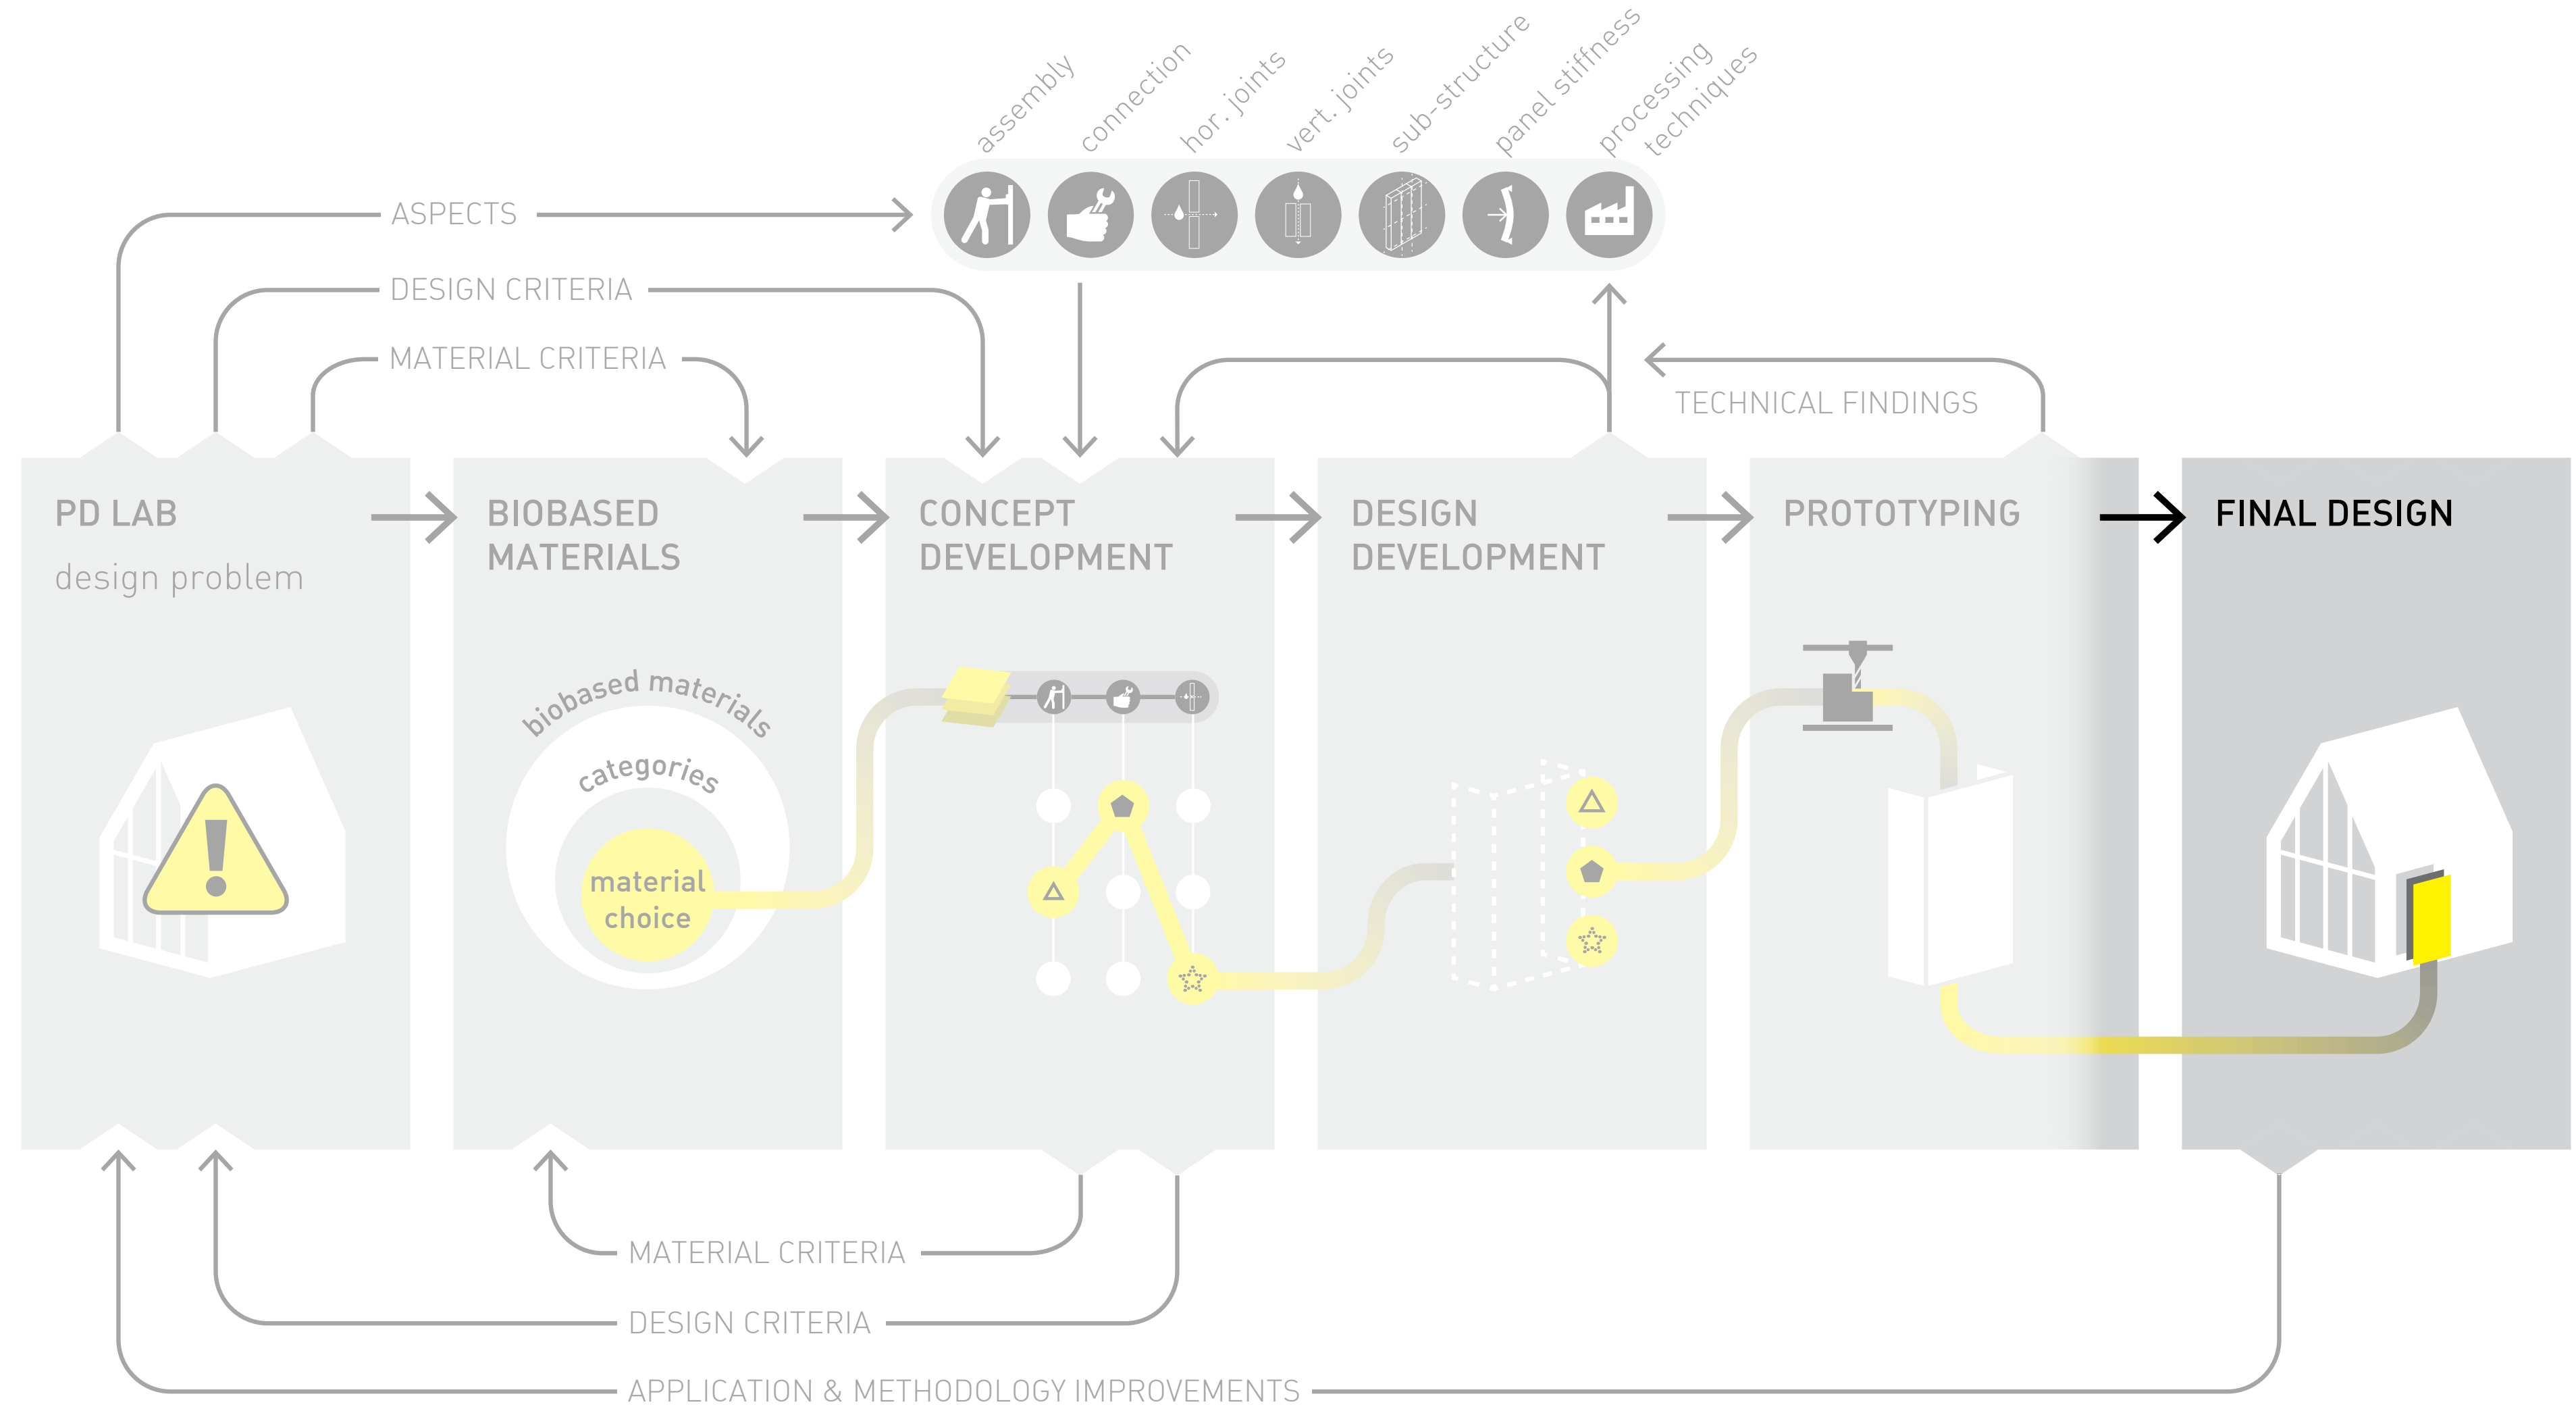 assembly
connection
hor. joints
vert. joints
sub-structure
panel stiffness
processing
techniques
ASPECTS
DESIGN CRITERIA
MATERIAL CRITERIA
TECHNICAL FINDINGS
PD LAB
design problem
BIOBASED
MATERIALS
biobased materials
categories
material
choice
CONCEPT
DEVELOPMENT
DESIGN
DEVELOPMENT
PROTOTYPING
FINAL DESIGN
MATERIAL CRITERIA
DESIGN CRITERIA
APPLICATION & METHODOLOGY IMPROVEMENTS